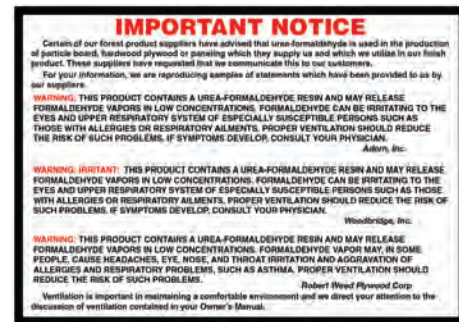 IMPORTANT NOTICE
Certain of our forest product suppliers have advised that urea-formaldehyde is used in the production
of particle board, hardwood plywood or paneling which they supply us and which we utilize in our finish
product. These suppliers have requested that we communicate this to our customers.
For your information, we are reproducing samples of statements which have been provided to us by
our suppliers.
WARNING: THIS PRODUCT CONTAINS A UREA-FORMALDEHYDE RESIN AND MAY RELEASE
FORMALDEHYDE VAPORS IN LOW CONCENTRATIONS. FORMALDEHYDE CAN BE IRRITATING TO THE
EYES AND UPPER RESPIRATORY SYSTEM OF ESPECIALLY SUSCEPTIBLE PERSONS SUCH AS
THOSE WITH ALLERGIES OR RESPIRATORY AILMENTS. PROPER VENTILATION SHOULD REDUCE
THE RISK OF SUCH PROBLEMS. IF SYMPTOMS DEVELOP, CONSULT YOUR PHYSICIAN.
Adorn, Inc.
WARNING: IRRITANT: THIS PRODUCT CONTAINS A UREA-FORMALDEHYDE RESIN AND MAY RELEASE
FORMALDEHYDE VAPORS IN LOW CONCENTRATIONS. FORMALDEHYDE CAN BE IRRITATING TO THE
EYES AND UPPER RESPIRATORY SYSTEM OF ESPECIALLY SUSCEPTIBLE PERSONS SUCH AS THOSE
WITH ALLERGIES OR RESPIRATORY AILMENTS. PROPER VENTILATION SHOULD REDUCE THE RISK OF
SUCH PROBLEMS. IF SYMPTOMS DEVELOP, CONSULT YOUR PHYSICIAN.
Woodbridge, Inc.
WARNING: THIS PRODUCT CONTAINS A UREA-FORMALDEHYDE RESIN AND MAY RELEASE
FORMALDEHYDE VAPORS IN LOW CONCENTRATIONS. FORMALDEHYDE VAPOR MAY, IN SOME
PEOPLE, CAUSE HEADACHES, EYE, NOSE, AND THROAT IRRITATION AND AGGRAVATION OF
ALLERGIES AND RESPIRATORY PROBLEMS, SUCH AS ASTHMA. PROPER VENTILATION SHOULD
REDUCE THE RISK OF SUCH PROBLEMS.
Robert Weed Plywood Corp
Ventilation is important in maintaining a comfortable environment and we direct your attention to the
discussion of ventilation contained in your Owner's Manual.